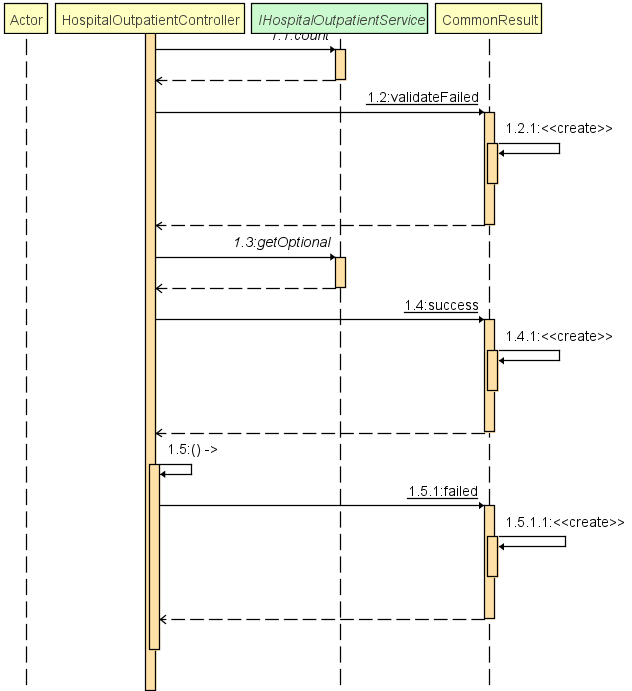 Actor
HospitalOutpatientController
IHospitalOutpatientService
CommonResult
1.1:count
1.2:validateFailed
1.2.1:<<create>>
1.3:getOptional
1.4:success
1.4.1:<<create>>
1.5:() ->
1.5.1:failed
1.5.1.1:<<create>>